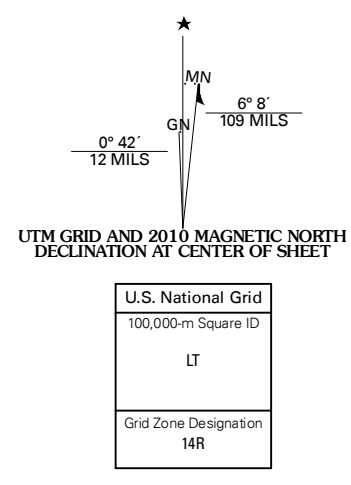 MN
GN
6° 8´
109 MILS
0° 42´
12 MILS
UTM GRID AND 2010 MAGNETIC NORTH
DECLINATION AT CENTER OF SHEET
U.S. National Grid
100,000-m Square ID
LT
Grid Zone Designation
14R